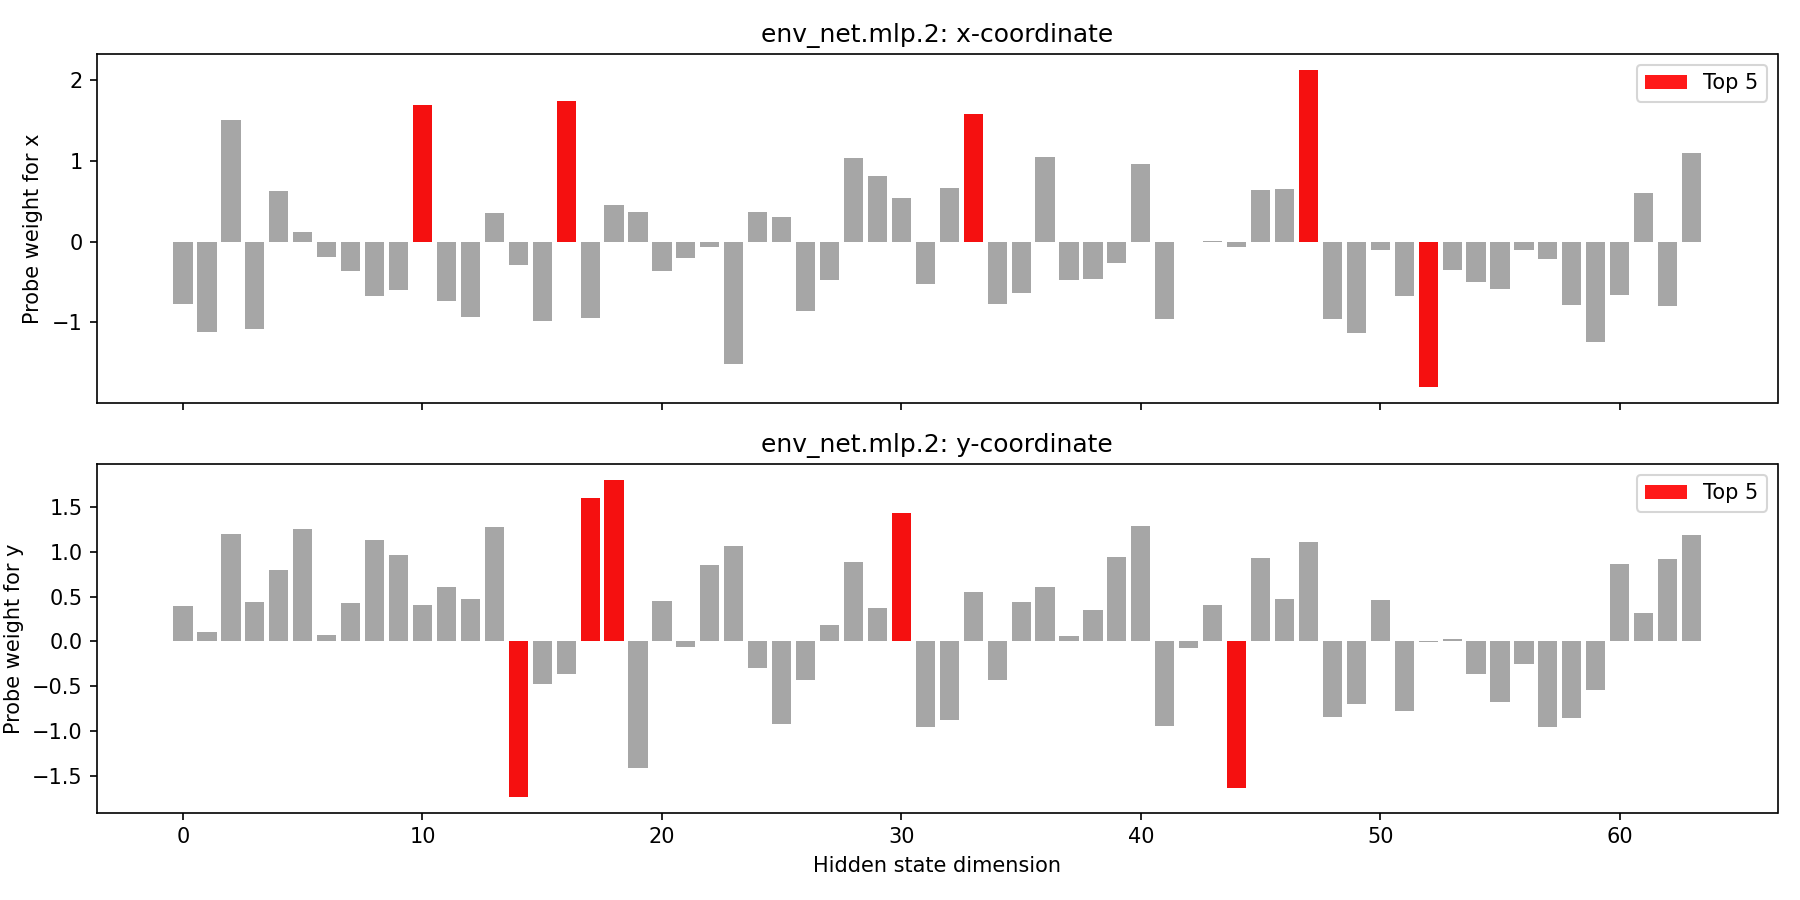 env_net.mlp.2: x-coordinate
Top 5
Probe weight for x
2
1
0
−1
env_net.mlp.2: y-coordinate
Top 5
Probe weight for y
1.5
1.0
0.5
0.0
−0.5
−1.0
−1.5
0 10 20 30 40 50 60
Hidden state dimension